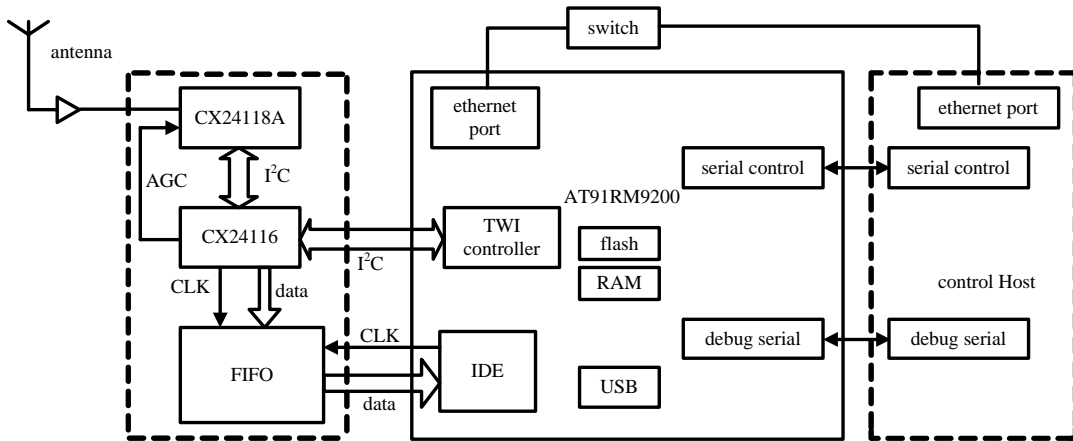 switch
antenna
ethernet
port
ethernet port
CX24118A
AGC
I²C
serial control
serial control
AT91RM9200
CX24116
TWI
controller
I²C
flash
RAM
control Host
CLK
data
FIFO
CLK
data
IDE
debug serial
debug serial
USB